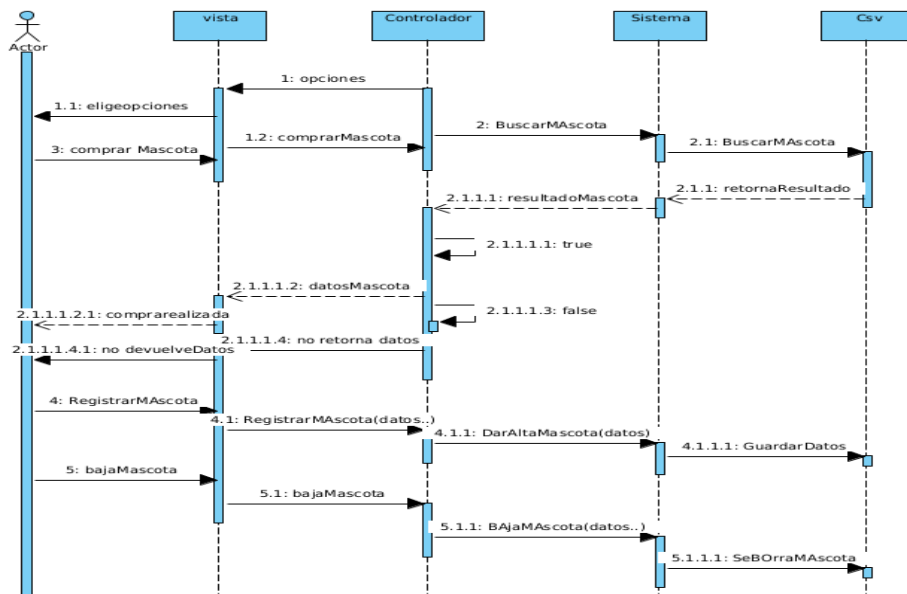 vista
Controlador
Sistema
Csv
Actor
1: opciones
1.1: eligeopciones
1.2: comprarMascota
2: BuscarMAscota
3: comprar Mascota
2.1: BuscarMAscota
2.1.1: retornaResultado
2.1.1.1: resultadoMascota
2.1.1.1.1: true
2.1.1.1.2: datosMascota
2.1.1.1.3: false
2.1.1.1.2.1: comprarealizada
2.1.1.1.4: no retorna datos
2.1.1.1.4.1: no devuelveDatos
4: RegistrarMAscota
4.1: RegistrarMAscota(datos..)
4.1.1: DarAltaMascota(datos)
4.1.1.1: GuardarDatos
5: bajaMascota
5.1: bajaMascota
5.1.1: BAjaMAscota(datos..)
5.1.1.1: SeBOrraMAscota